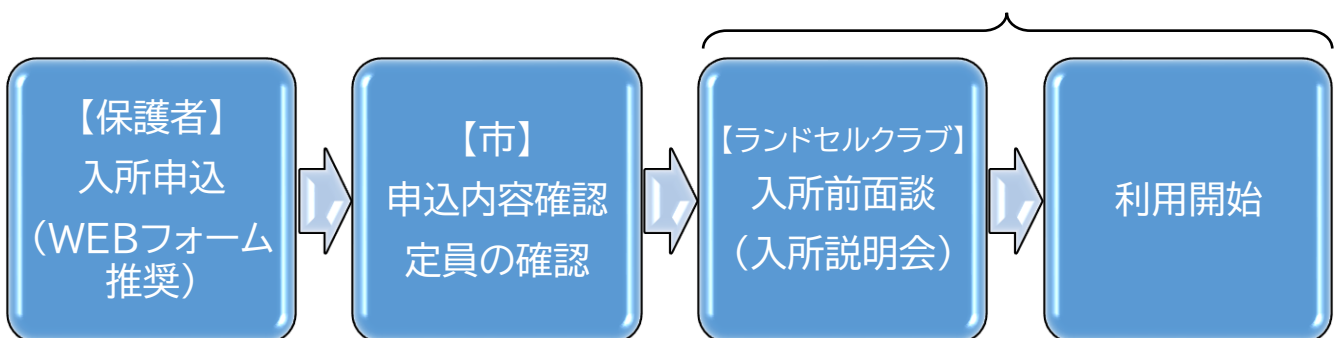 【保護者】
入所申込
（WEBフォーム
推奨）
【市】
申込内容確認
定員の確認
【ランドセルクラブ】
入所前面談
（入所説明会）
利用開始